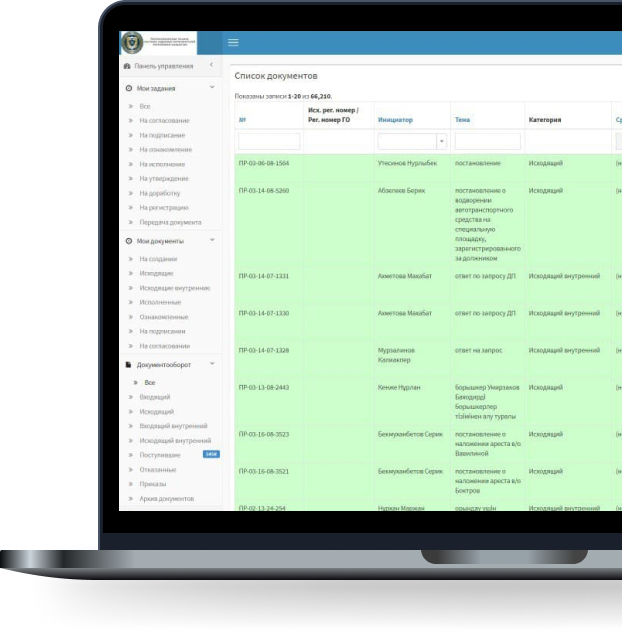 Панель управления
Мои задания
Все
На согласование
На подписание
На ознакомление
На исполнение
На утверждение
На доработку
На регистрации
Передача документа
Мои документы
На создании
Исходящие
Исходящие внутренние
Исполненные
Ознакомленные
На подписании
На согласовании
Документооборот
Все
Входящий
Исходящий
Входящий внутренний
Исходящий внутренний
Поступившие
Отказанные
Приказы
Архив документов
Список документов
Показаны записи 1-20 из 66,210.
№ Исх. рег. номер / Рег. номер ГО Инициатор Тема Категория
ПР-03-06-08-1564 Утесинов Нурлыбек постановление Исходящий
ПР-03-14-08-5260 Абзелиев Берик постановление о Исходящий
водворении
автотранспортного
средства на
специальную
площадку,
зарегистрированного
за должником
ПР-03-14-07-1331 Ахметова Макабат ответ по запросу ДП Исходящий внутренний
ПР-03-14-07-1330 Ахметова Макабат ответ по запросу ДП Исходящий внутренний
ПР-03-14-07-1328 Мурзалинов ответ на запрос Исходящий внутренний
ПР-03-13-08-2443 Кенже Нурлан Борышкер Умирзаков Исходящий
борышкерлер
тізімінен алу туралы
ПР-03-16-08-3523 Бекмуханбетов Серик постановление о Исходящий
наложение ареста в/о
Вавилиной
ПР-03-16-08-3521 Бекмуханбетов Серик постановление о Исходящий
наложение ареста в/о
ПР-02-13-24-254 Нуркан Маржан орындау үшін Исходящий внутренний